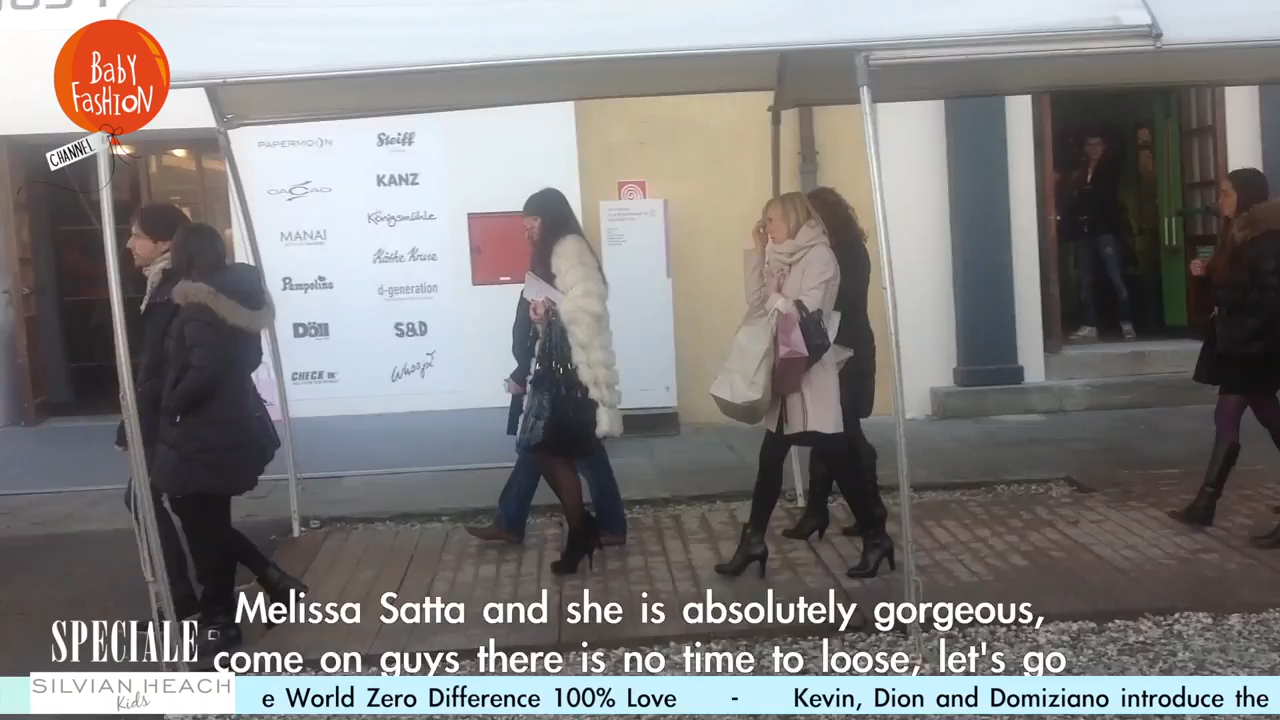 Baby
Fashion
CHANNEL
PAPERMOON
Steiff
CACAO
KANZ
Königsmühle
MANAI
Käthe Kruse
Pampolina
d-generation
Döll
S&D
CHECK IN
Melissa Satta and she is absolutely gorgeous,
come on guys there is no time to loose, let's go
SPECIALE
SILVIAN HEACH
Kids
e World Zero Difference 100% Love - Kevin, Dion and Domiziano introduce the